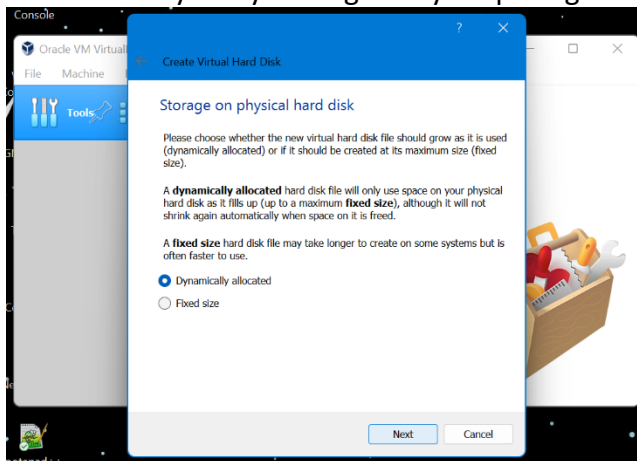 Console
Oracle VM Virtual
?
Create Virtual Hard Disk
File Machine
Tools
Storage on physical hard disk
Please choose whether the new virtual hard disk file should grow as it is used
(dynamically allocated) or if it should be created at its maximum size (fixed
size).
A dynamically allocated hard disk file will only use space on your physical
hard disk as it fills up (up to a maximum fixed size), although it will not
shrink again automatically when space on it is freed.
A fixed size hard disk file may take longer to create on some systems but is
often faster to use.
Dynamically allocated
Fixed size
Next Cancel